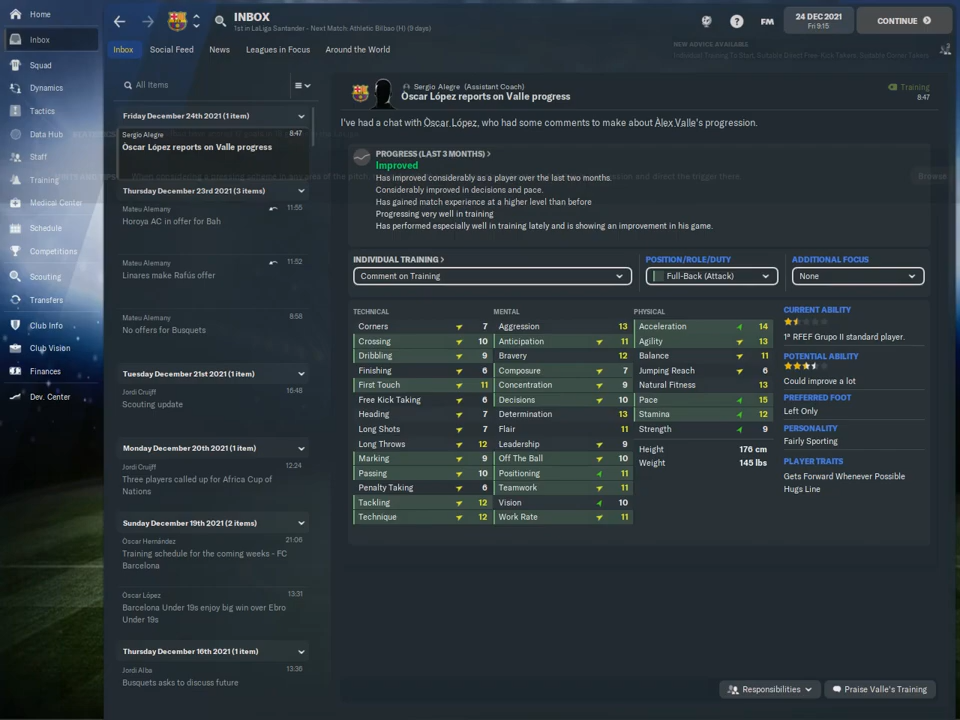 Home
Inbox
Squad
Dynamics
Tactics
Data Hub
Staff
Training
Medical Center
Schedule
Competitions
Scouting
Transfers
Club Info
Club Vision
Finances
Dev. Center
INBOX
1st in LaLiga Santander - Next Match: Athletic Bilbao (H) (9 days)
FM
24 DEC 2021
Fri 9:15
CONTINUE
Inbox
Social Feed
News
Leagues in Focus
Around the World
NEW ADVICE AVAILABLE
All Items
Friday December 24th 2021 (1 item)
Sergio Alegre
8:47
Òscar López reports on Valle progress
Thursday December 23rd 2021 (3 items)
Mateu Alemany
11:55
Horoya AC in offer for Bah
Mateu Alemany
11:52
Linares make Rafús offer
Mateu Alemany
8:58
No offers for Busquets
Tuesday December 21st 2021 (1 item)
Jordi Cruijff
16:48
Scouting update
Monday December 20th 2021 (1 item)
Jordi Cruijff
12:24
Three players called up for Africa Cup of
Nations
Sunday December 19th 2021 (2 items)
Òscar Hernández
21:06
Training schedule for the coming weeks - FC
Barcelona
Òscar López
13:31
Barcelona Under 19s enjoy big win over Ebro
Under 19s
Thursday December 16th 2021 (1 item)
Jordi Alba
13:36
Busquets asks to discuss future
Sergio Alegre (Assistant Coach)
Òscar López reports on Valle progress
Training
8:47
I've had a chat with Òscar López, who had some comments to make about Àlex Valle's progression.
PROGRESS (LAST 3 MONTHS) >
Improved
Has improved considerably as a player over the last two months.
Considerably improved in decisions and pace.
Has gained match experience at a higher level than before
Progressing very well in training
Has performed especially well in training lately and is showing an improvement in his game.
Browse
INDIVIDUAL TRAINING >
Comment on Training
POSITION/ROLE/DUTY
Full-Back (Attack)
ADDITIONAL FOCUS
None
TECHNICAL
Corners 7
Crossing 10
Dribbling 9
Finishing 6
First Touch 11
Free Kick Taking 6
Heading 7
Long Shots 7
Long Throws 12
Marking 9
Passing 10
Penalty Taking 6
Tackling 12
Technique 12
MENTAL
Aggression 13
Anticipation 11
Bravery 12
Composure 7
Concentration 9
Decisions 10
Determination 13
Flair 11
Leadership 9
Off The Ball 10
Positioning 11
Teamwork 11
Vision 10
Work Rate 11
PHYSICAL
Acceleration 14
Agility 13
Balance 11
Jumping Reach 6
Natural Fitness 13
Pace 15
Stamina 12
Strength 9
Height 176 cm
Weight 145 lbs
CURRENT ABILITY
1ª RFEF Grupo II standard player.
POTENTIAL ABILITY
Could improve a lot
PREFERRED FOOT
Left Only
PERSONALITY
Fairly Sporting
PLAYER TRAITS
Gets Forward Whenever Possible
Hugs Line
Responsibilities
Praise Valle's Training